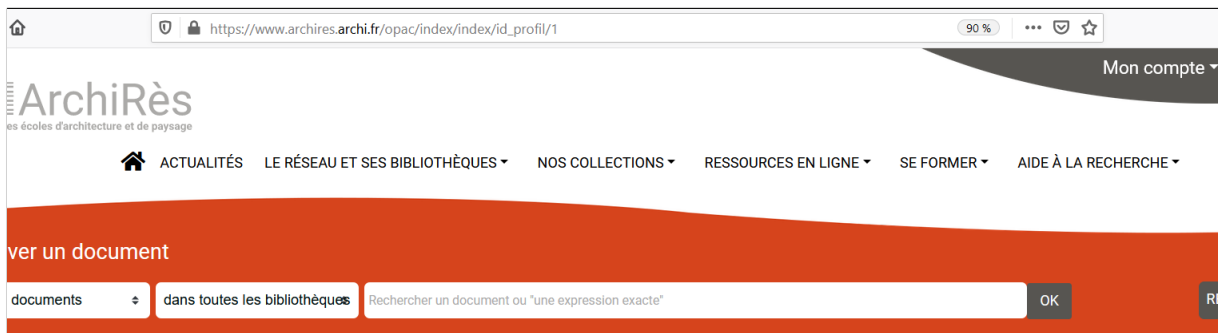 https://www.archires.archi.fr/opac/index/index/id_profil/1
90 %
Mon compte
ArchiRès
es écoles d'architecture et de paysage
ACTUALITÉS LE RÉSEAU ET SES BIBLIOTHÈQUES NOS COLLECTIONS RESSOURCES EN LIGNE SE FORMER AIDE À LA RECHERCHE
ver un document
documents dans toutes les bibliothèques Rechercher un document ou "une expression exacte" OK